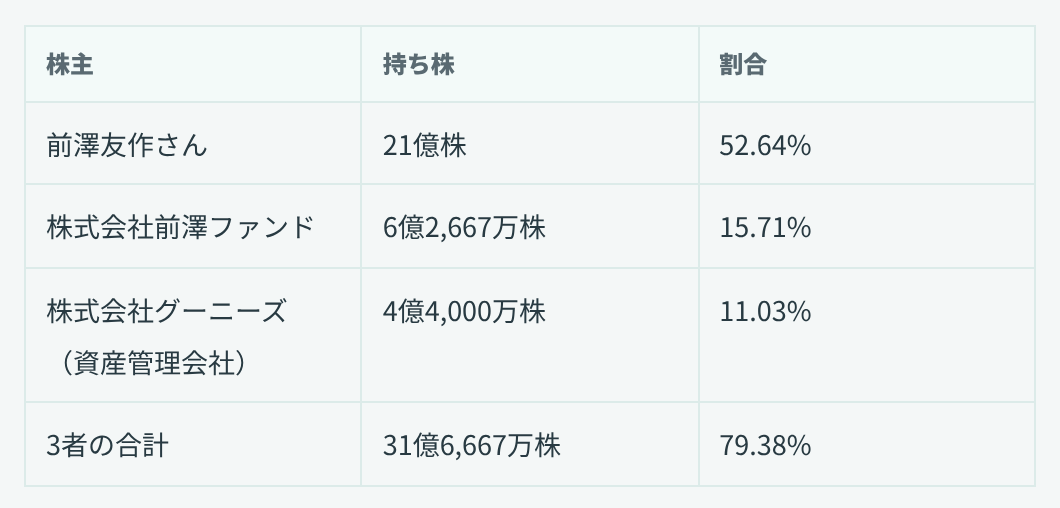 株主 持ち株 割合
前澤友作さん 21億株 52.64%
株式会社前澤ファンド 6億2,667万株 15.71%
株式会社グーニーズ 4億4,000万株 11.03%
（資産管理会社）
3者の合計 31億6,667万株 79.38%